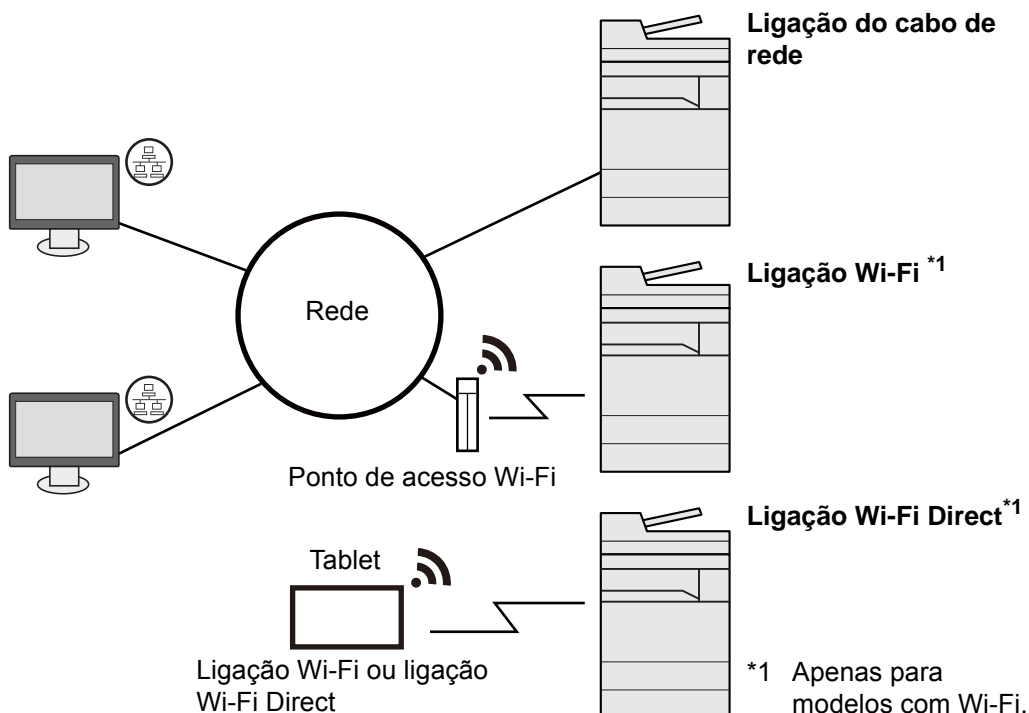 Ligação do cabo de
rede
Rede
Ligação Wi-Fi *1
Ponto de acesso Wi-Fi
Ligação Wi-Fi Direct*1
Tablet
Ligação Wi-Fi ou ligação
Wi-Fi Direct
*1 Apenas para
modelos com Wi-Fi.